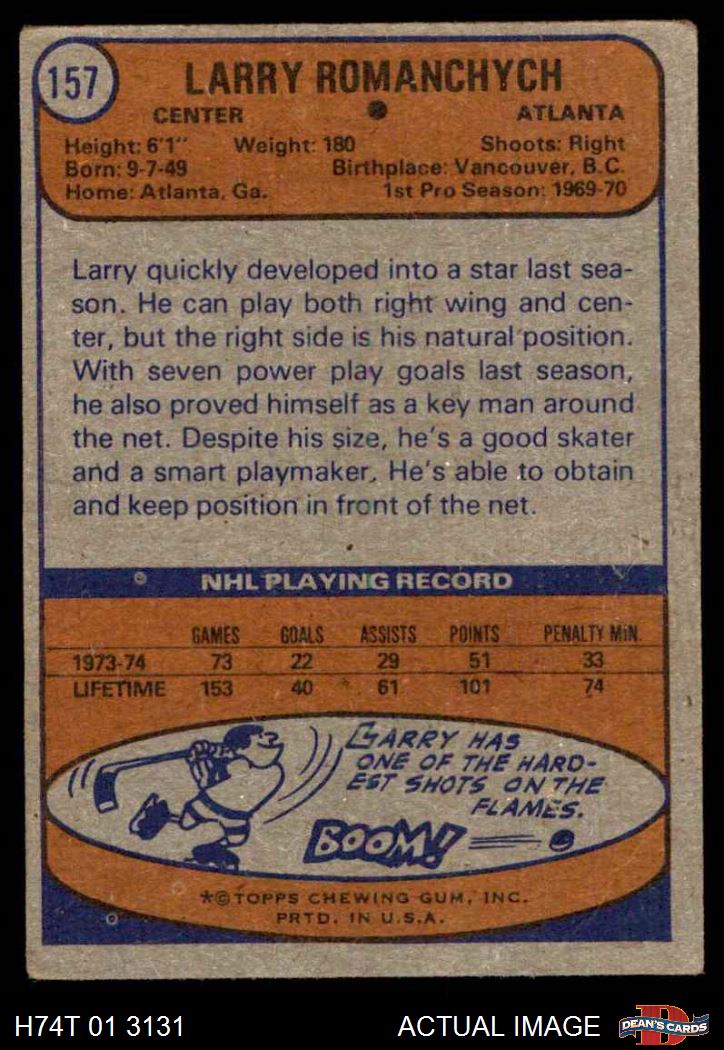 157
LARRY ROMANCHYCH
CENTER ATLANTA
Height: 6'1" Weight: 180 Shoots: Right
Born: 9-7-49 Birthplace: Vancouver, B.C.
Home: Atlanta, Ga. 1st Pro Season: 1969-70
Larry quickly developed into a star last sea-
son. He can play both right wing and cen-
ter, but the right side is his natural position.
With seven power play goals last season,
he also proved himself as a key man around
the net. Despite his size, he's a good skater
and a smart playmaker. He's able to obtain
and keep position in front of the net.
NHL PLAYING RECORD
GAMES GOALS ASSISTS POINTS PENALTY MIN.
1973-74 73 22 29 51 33
LIFETIME 153 40 61 101 74
GARRY HAS
ONE OF THE HARD-
EST SHOTS ON THE
FLAMES.
BOOM!
*©TOPPS CHEWING GUM, INC.
PRTD. IN U.S.A.
H74T 01 3131 ACTUAL IMAGE
D
DEAN'S CARDS